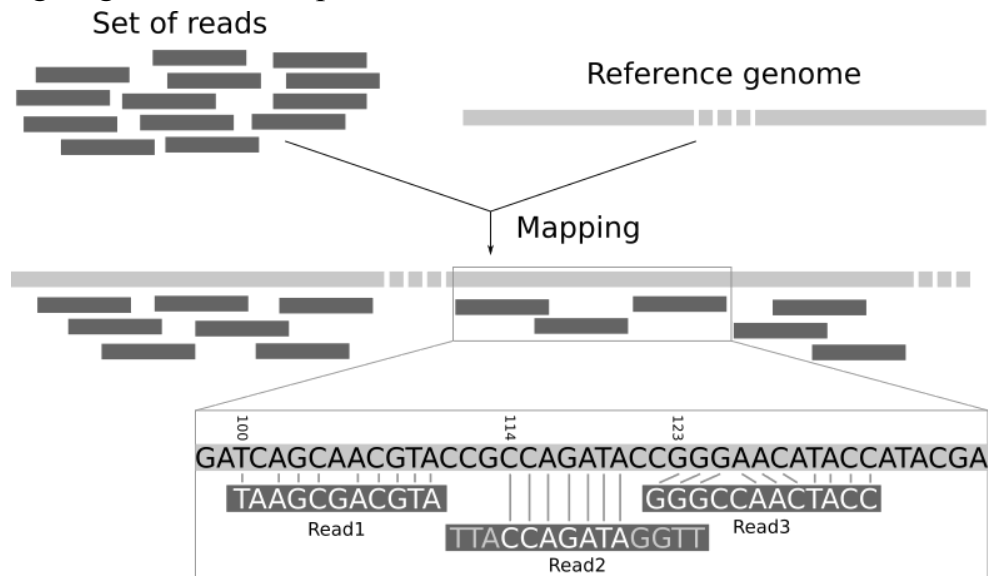 Set of reads
Reference genome
Mapping
100 114 123
GATCAGCAACGTACCGCCAGATACCGGGAACATACCATACGA
TAAGCGACGTA
Read1
TTACCAGATAGGTT
Read2
GGGCCAACTACC
Read3